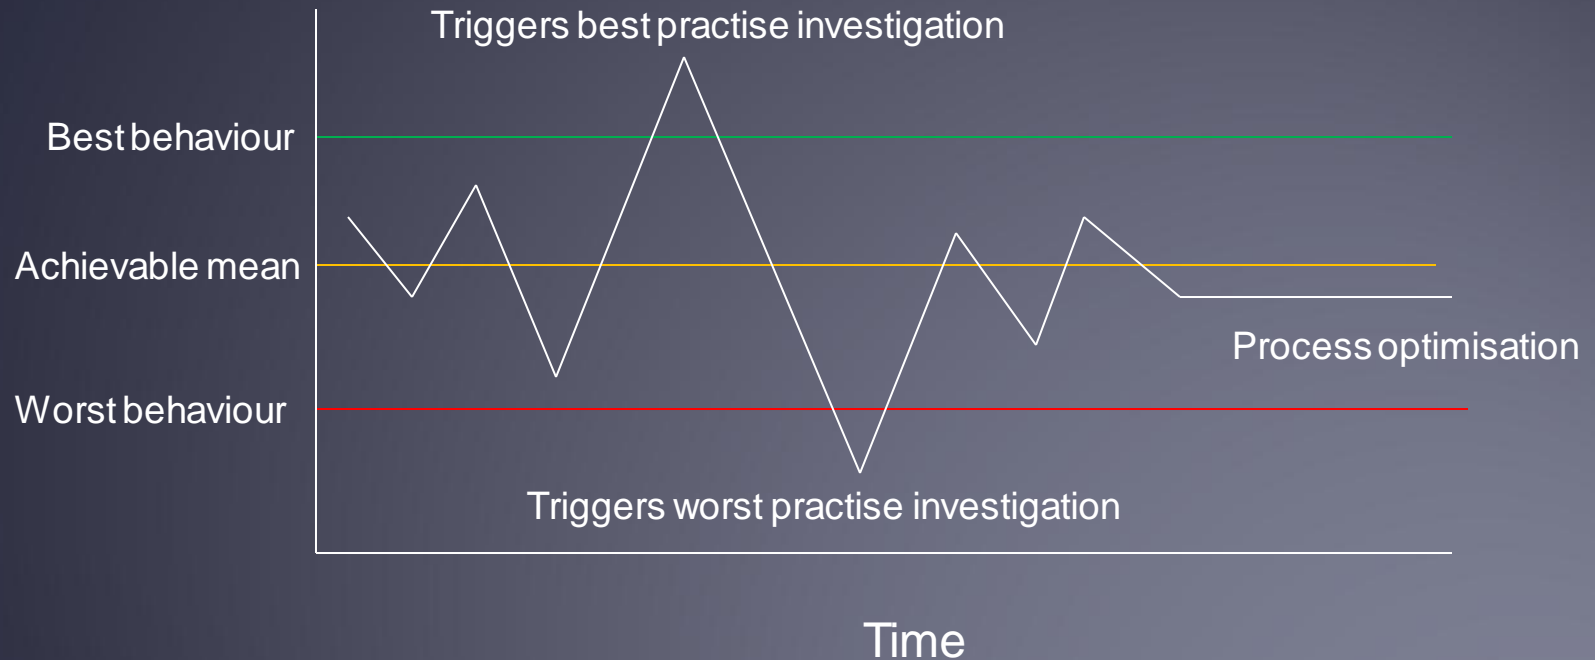 Triggers best practise investigation
Best behaviour
Achievable mean
Process optimisation
Worst behaviour
Triggers worst practise investigation
Time